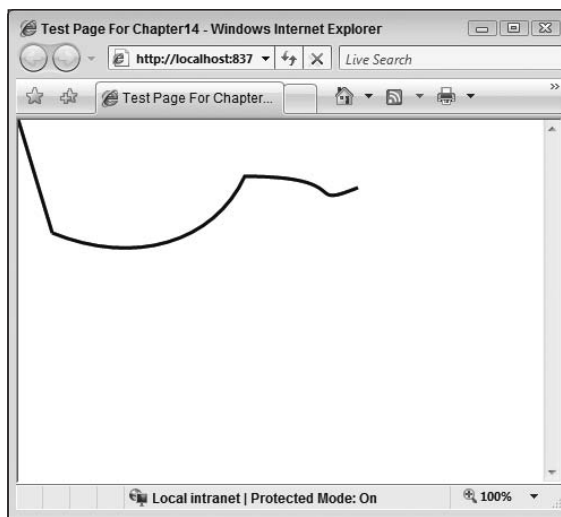 Test Page For Chapter14 - Windows Internet Explorer
http://localhost:837
Live Search
Test Page For Chapter...
Local intranet | Protected Mode: On
100%